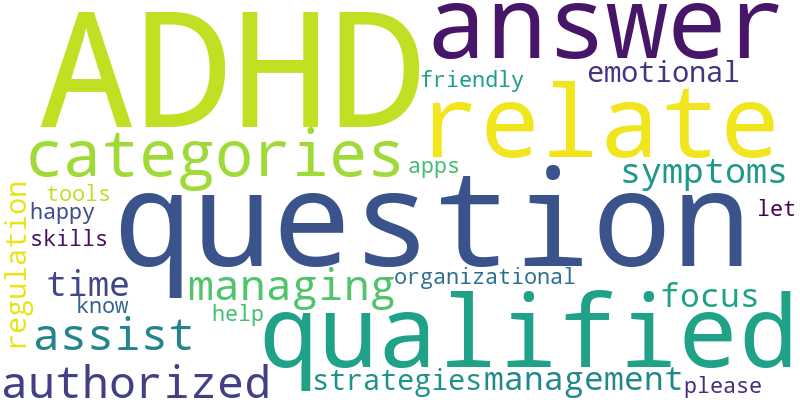 ADHD
answer
friendly
emotional
relate
categories
apps
symptoms
regulation
tools
question
happy
let
skills
time
managing
organizational
know
focus
help
assist
qualified
authorized
strategies
management
please